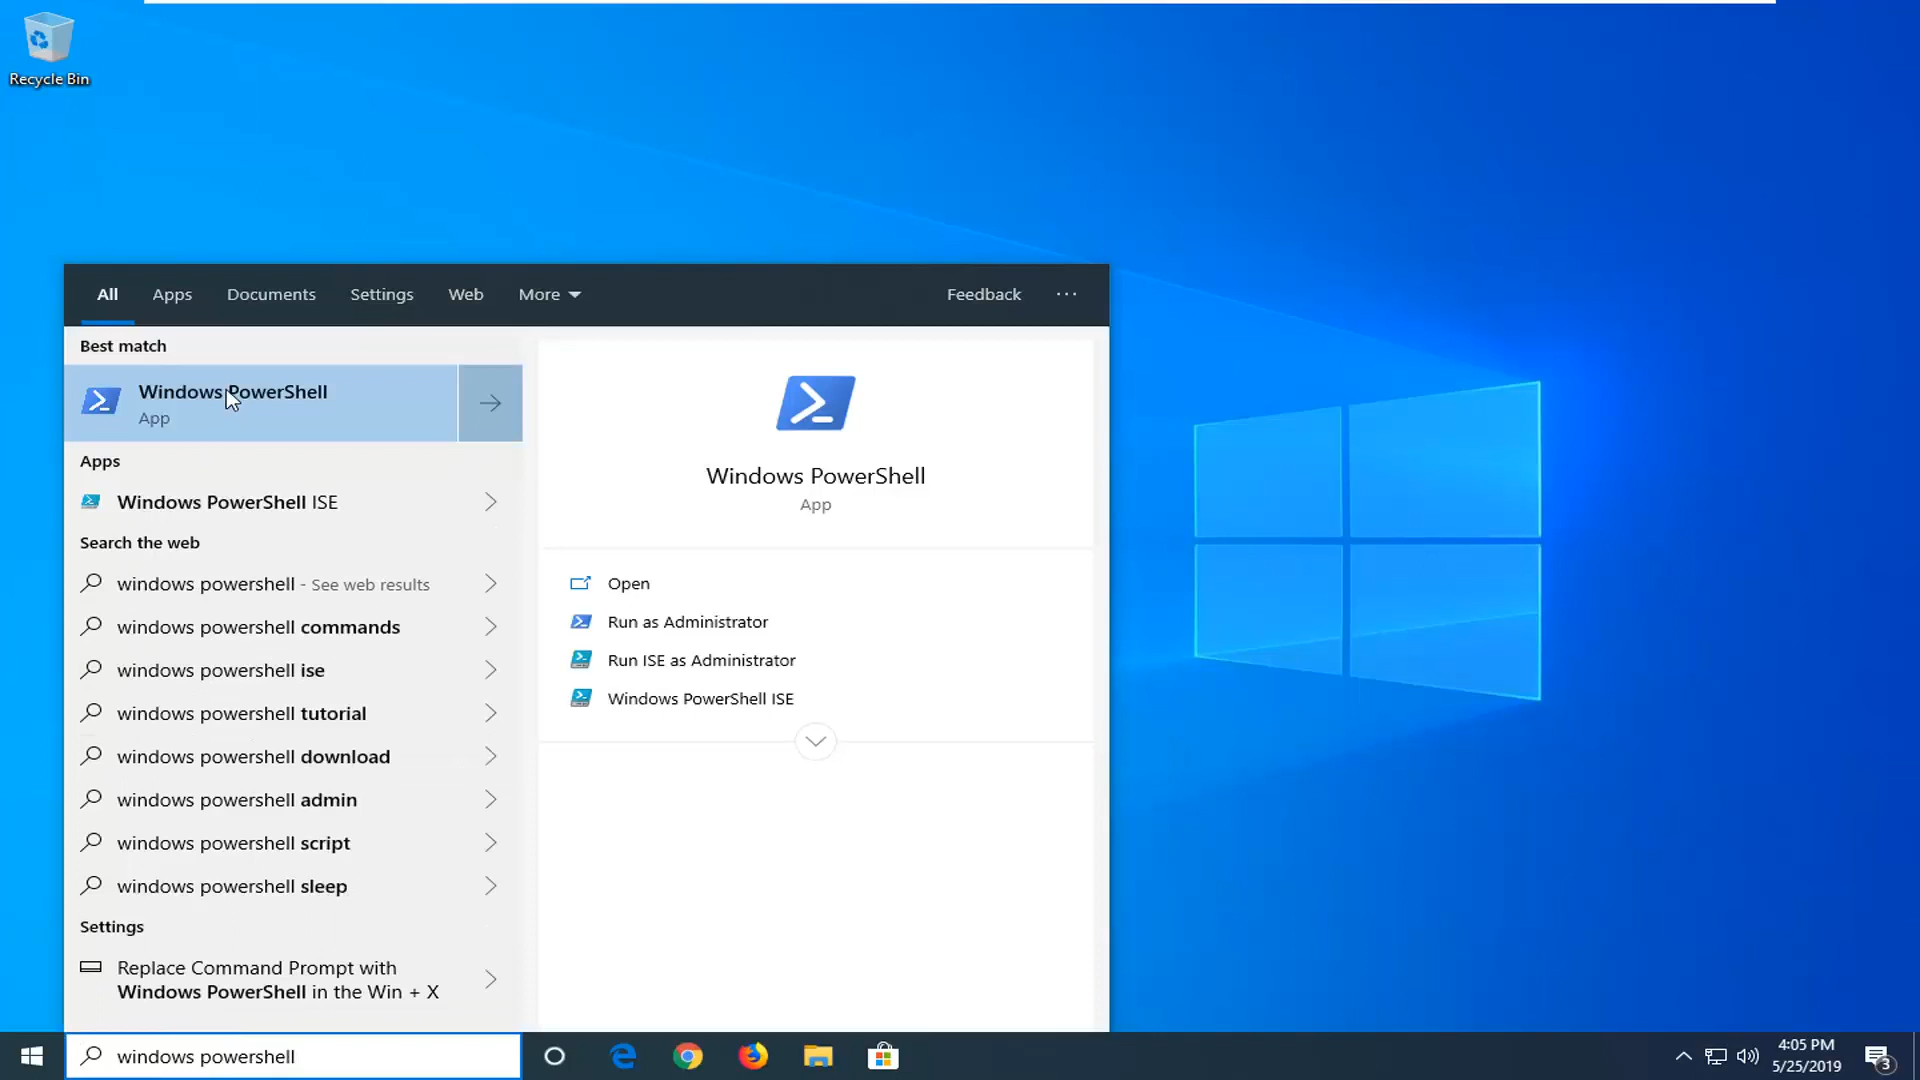 Recycle Bin
All Apps Documents Settings Web More Feedback ...
Best match
Windows PowerShell
App
Apps
Windows PowerShell ISE
Search the web
windows powershell - See web results
windows powershell commands
windows powershell ise
windows powershell tutorial
windows powershell download
windows powershell admin
windows powershell script
windows powershell sleep
Settings
Replace Command Prompt with
Windows PowerShell in the Win + X
Windows PowerShell
App
Open
Run as Administrator
Run ISE as Administrator
Windows PowerShell ISE
windows powershell
4:05 PM
5/25/2019
3